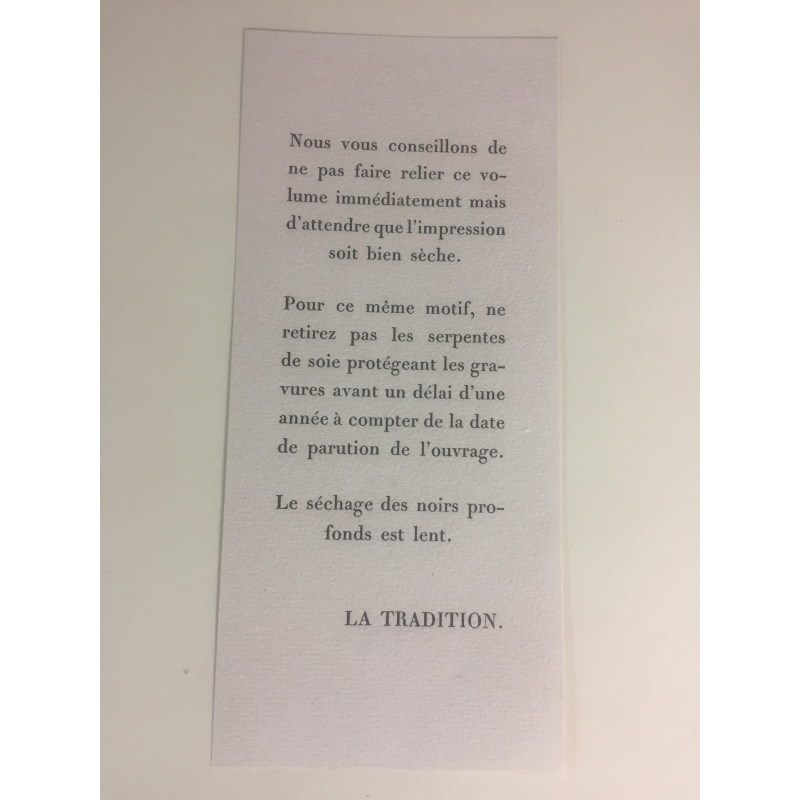 Nous vous conseillons de
ne pas faire relier ce vo-
lume immédiatement mais
d'attendre que l'impression
soit bien sèche.
Pour ce même motif, ne
retirez pas les serpentes
de soie protégeant les gra-
vures avant un délai d'une
année à compter de la date
de parution de l'ouvrage.
Le séchage des noirs pro-
fonds est lent.
LA TRADITION.